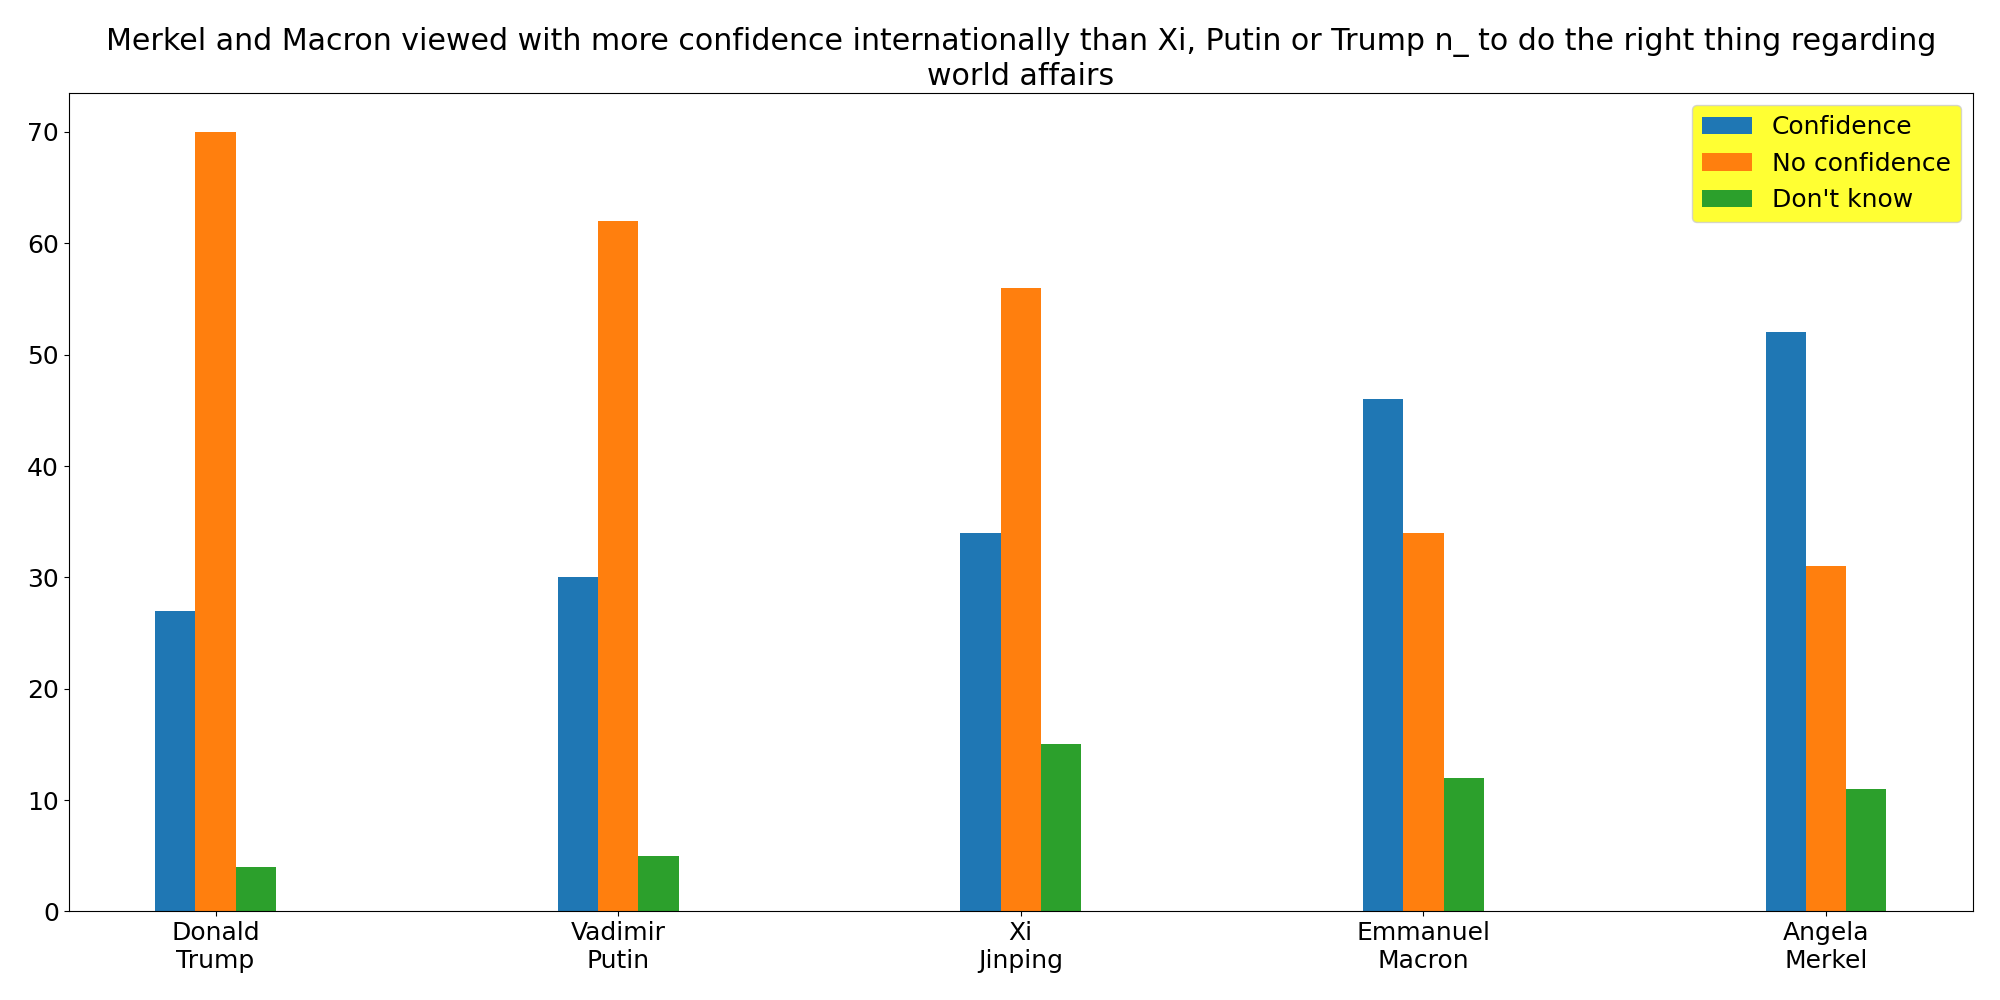 Merkel and Macron viewed with more confidence internationally than Xi, Putin or Trump n_ to do the right thing regarding
world affairs
70
60
50
40
30
20
10
0
Confidence
No confidence
Don't know
Donald
Trump
Vadimir
Putin
Xi
Jinping
Emmanuel
Macron
Angela
Merkel